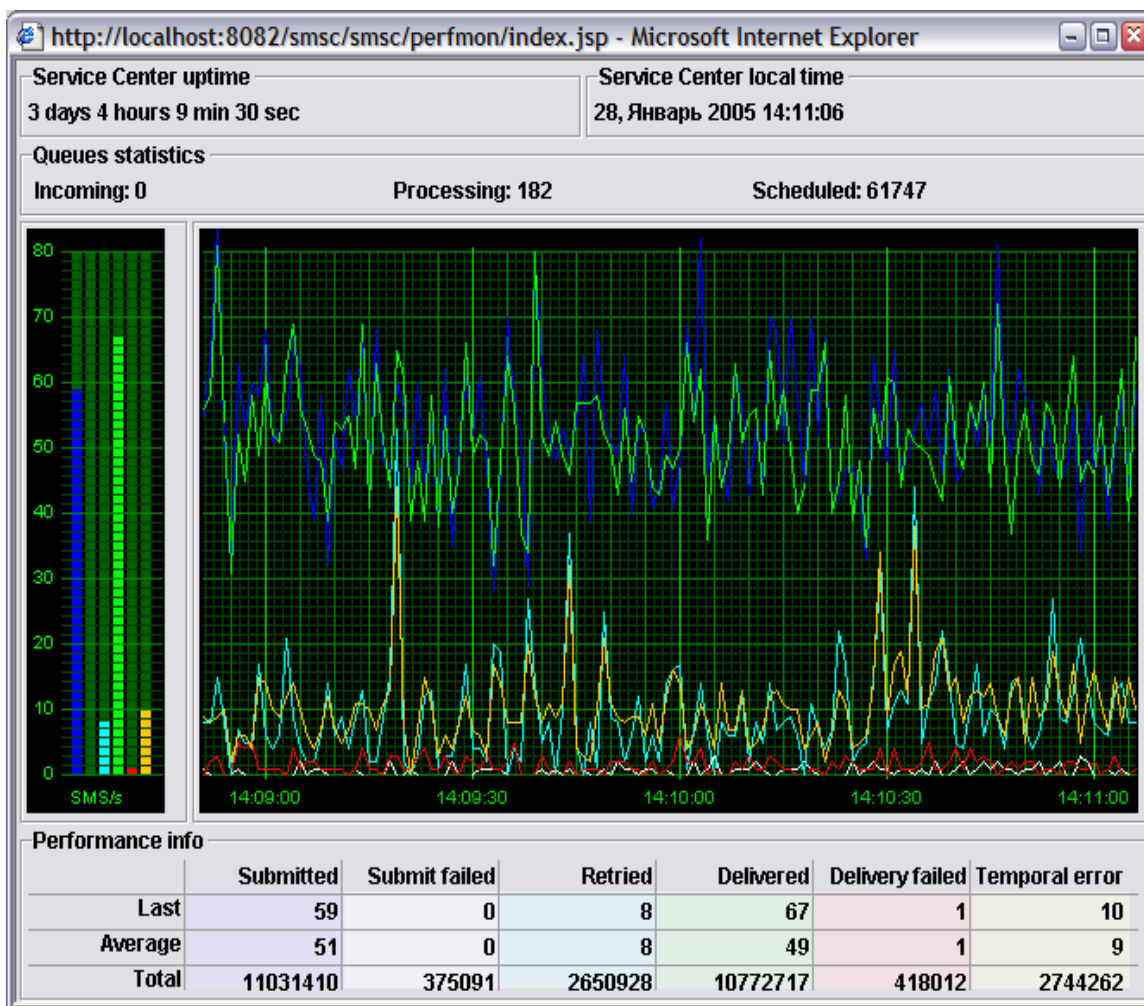 http://localhost:8082/smsc/smsc/perfmon/index.jsp - Microsoft Internet Explorer
Service Center uptime
3 days 4 hours 9 min 30 sec
Service Center local time
28, Январь 2005 14:11:06
Queues statistics
Incoming: 0 Processing: 182 Scheduled: 61747
80
70
60
50
40
30
20
10
0
SMS/s
14:09:00 14:09:30 14:10:00 14:10:30 14:11:00
Performance info
Submitted Submit failed Retried Delivered Delivery failed Temporal error
Last 59 0 8 67 1 10
Average 51 0 8 49 1 9
Total 11031410 375091 2650928 10772717 418012 2744262